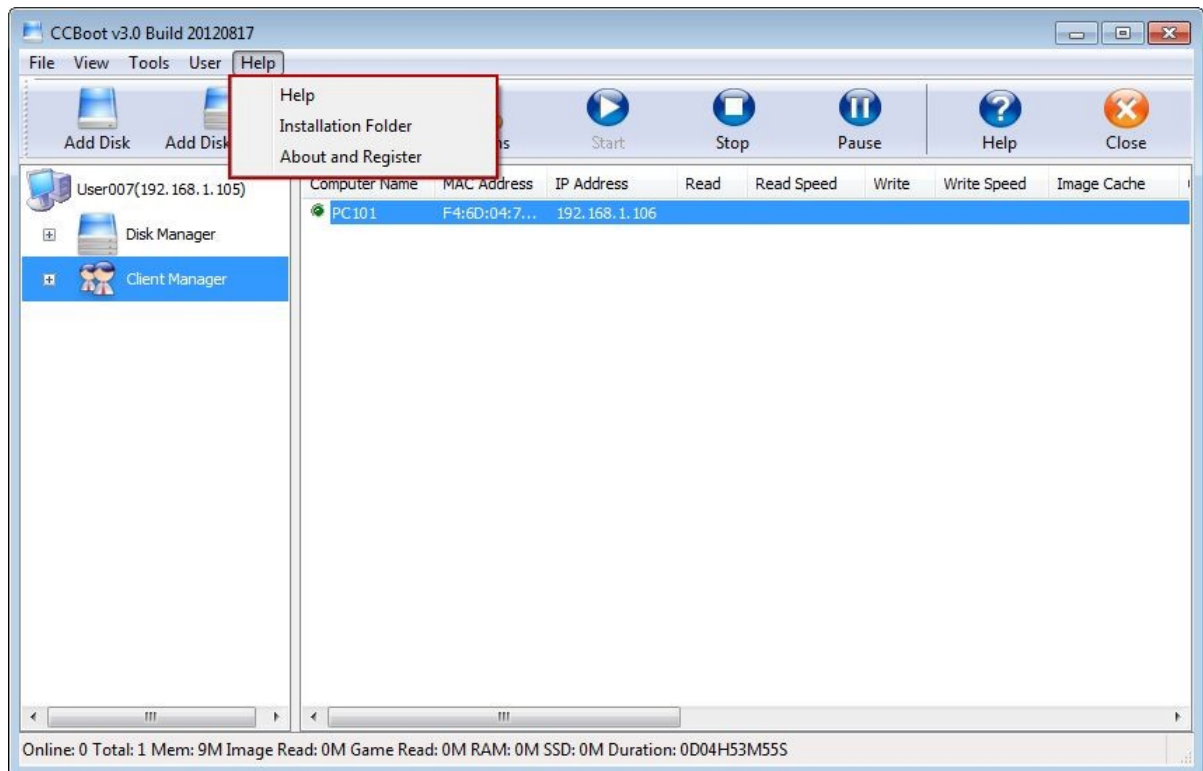 CCBoot v3.0 Build 20120817
File View Tools User Help
Help
Installation Folder
About and Register
Add Disk Add Disk ns Start Stop Pause Help Close
User007(192.168.1.105)
Disk Manager
Client Manager
Computer Name MAC Address IP Address Read Read Speed Write Write Speed Image Cache
PC101 F4:6D:04:7... 192.168.1.106
Online: 0 Total: 1 Mem: 9M Image Read: 0M Game Read: 0M RAM: 0M SSD: 0M Duration: 0D04H53M55S